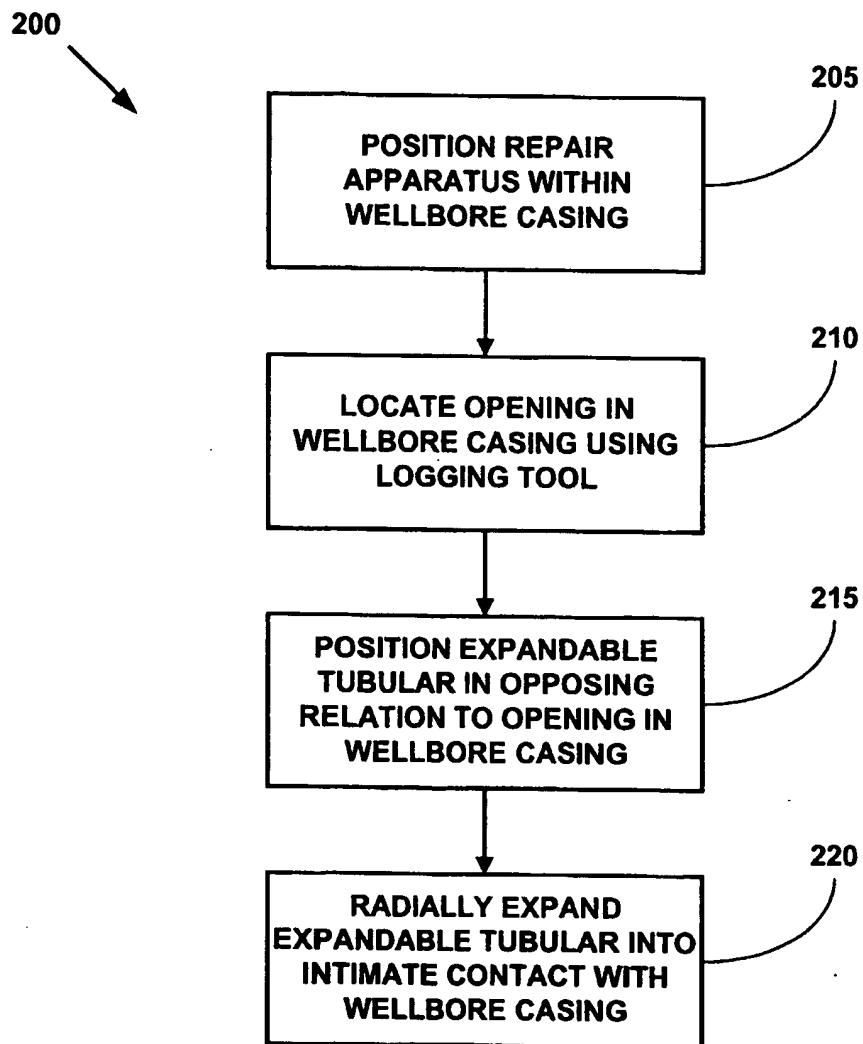 200
205
POSITION REPAIR
APPARATUS WITHIN
WELLBORE CASING
210
LOCATE OPENING IN
WELLBORE CASING USING
LOGGING TOOL
215
POSITION EXPANDABLE
TUBULAR IN OPPOSING
RELATION TO OPENING IN
WELLBORE CASING
220
RADIALLY EXPAND
EXPANDABLE TUBULAR INTO
INTIMATE CONTACT WITH
WELLBORE CASING